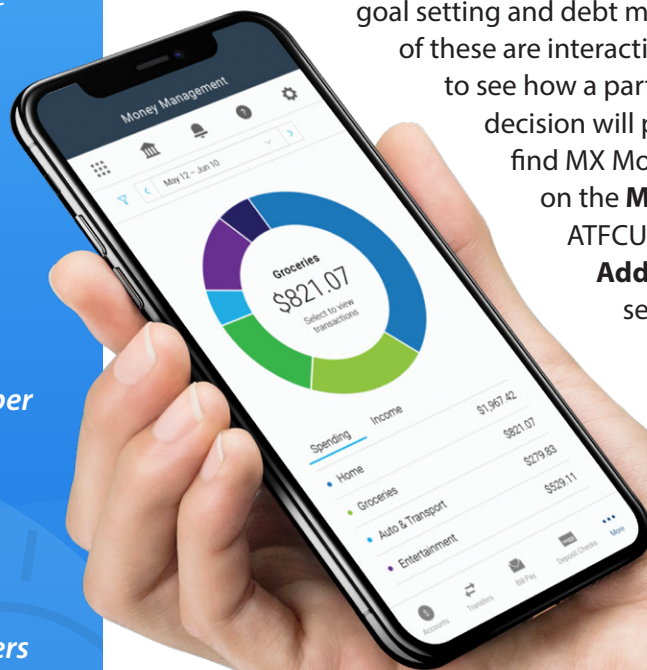 goal setting and debt m
of these are interacti
to see how a part
decision will p
find MX Mo
on the M
ATFCU
Add
se
per
ers
Money Management
May 12 – Jun 10
Groceries
$821.07
Select to view
transactions
Spending Income
Home $1,967.42
Groceries $821.07
Auto & Transport $279.83
Entertainment $529.11
Accounts Transfers Bill Pay Deposit Checks More